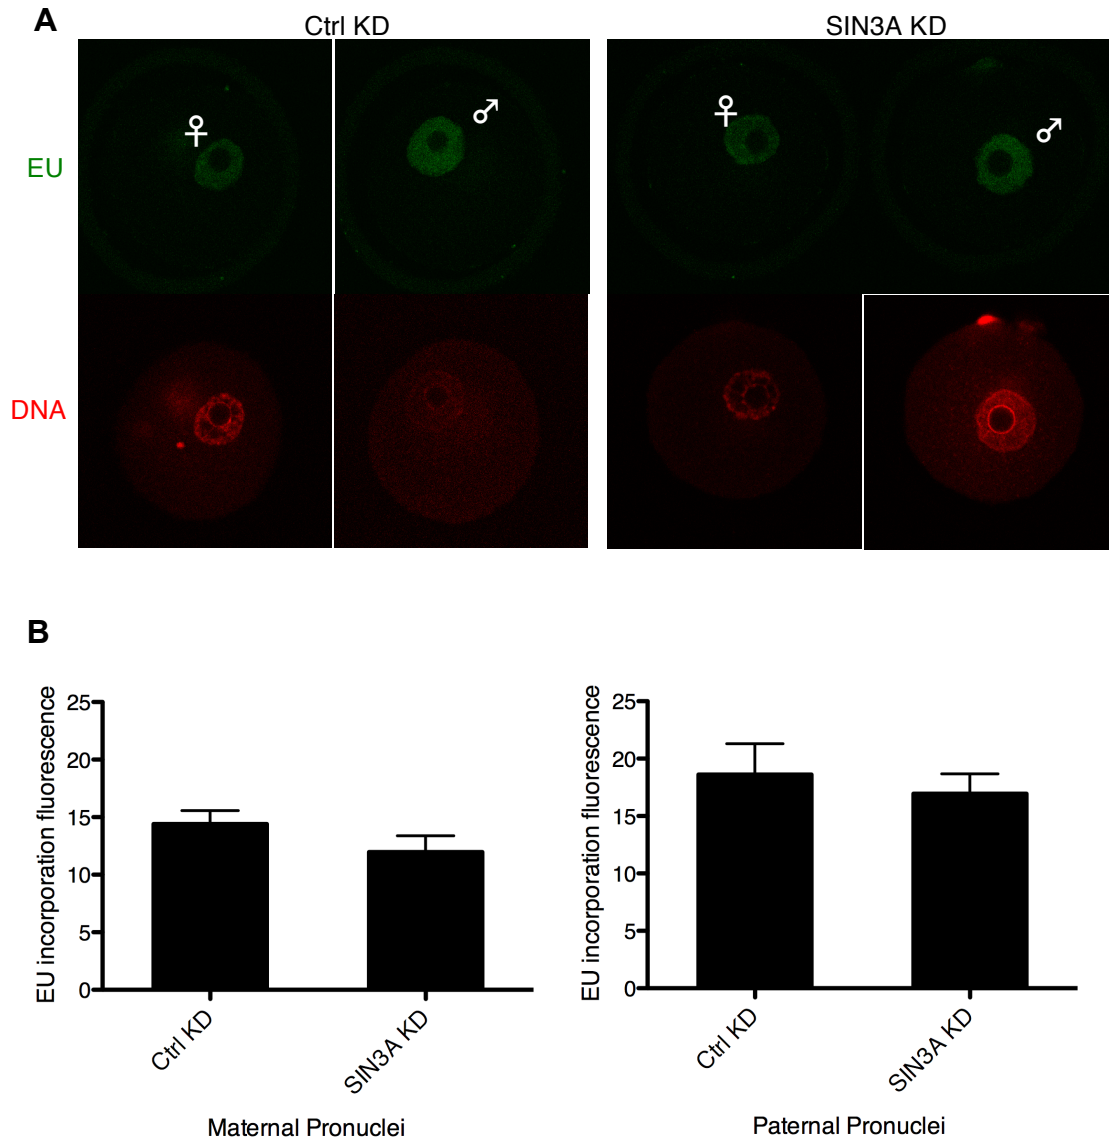 A
Ctrl KD
SIN3A KD
♀
♂
♀
♂
EU
DNA
B
EU incorporation fluorescence
25
20
15
10
5
0
Ctrl KD
SIN3A KD
Maternal Pronuclei
EU incorporation fluorescence
25
20
15
10
5
0
Ctrl KD
SIN3A KD
Paternal Pronuclei